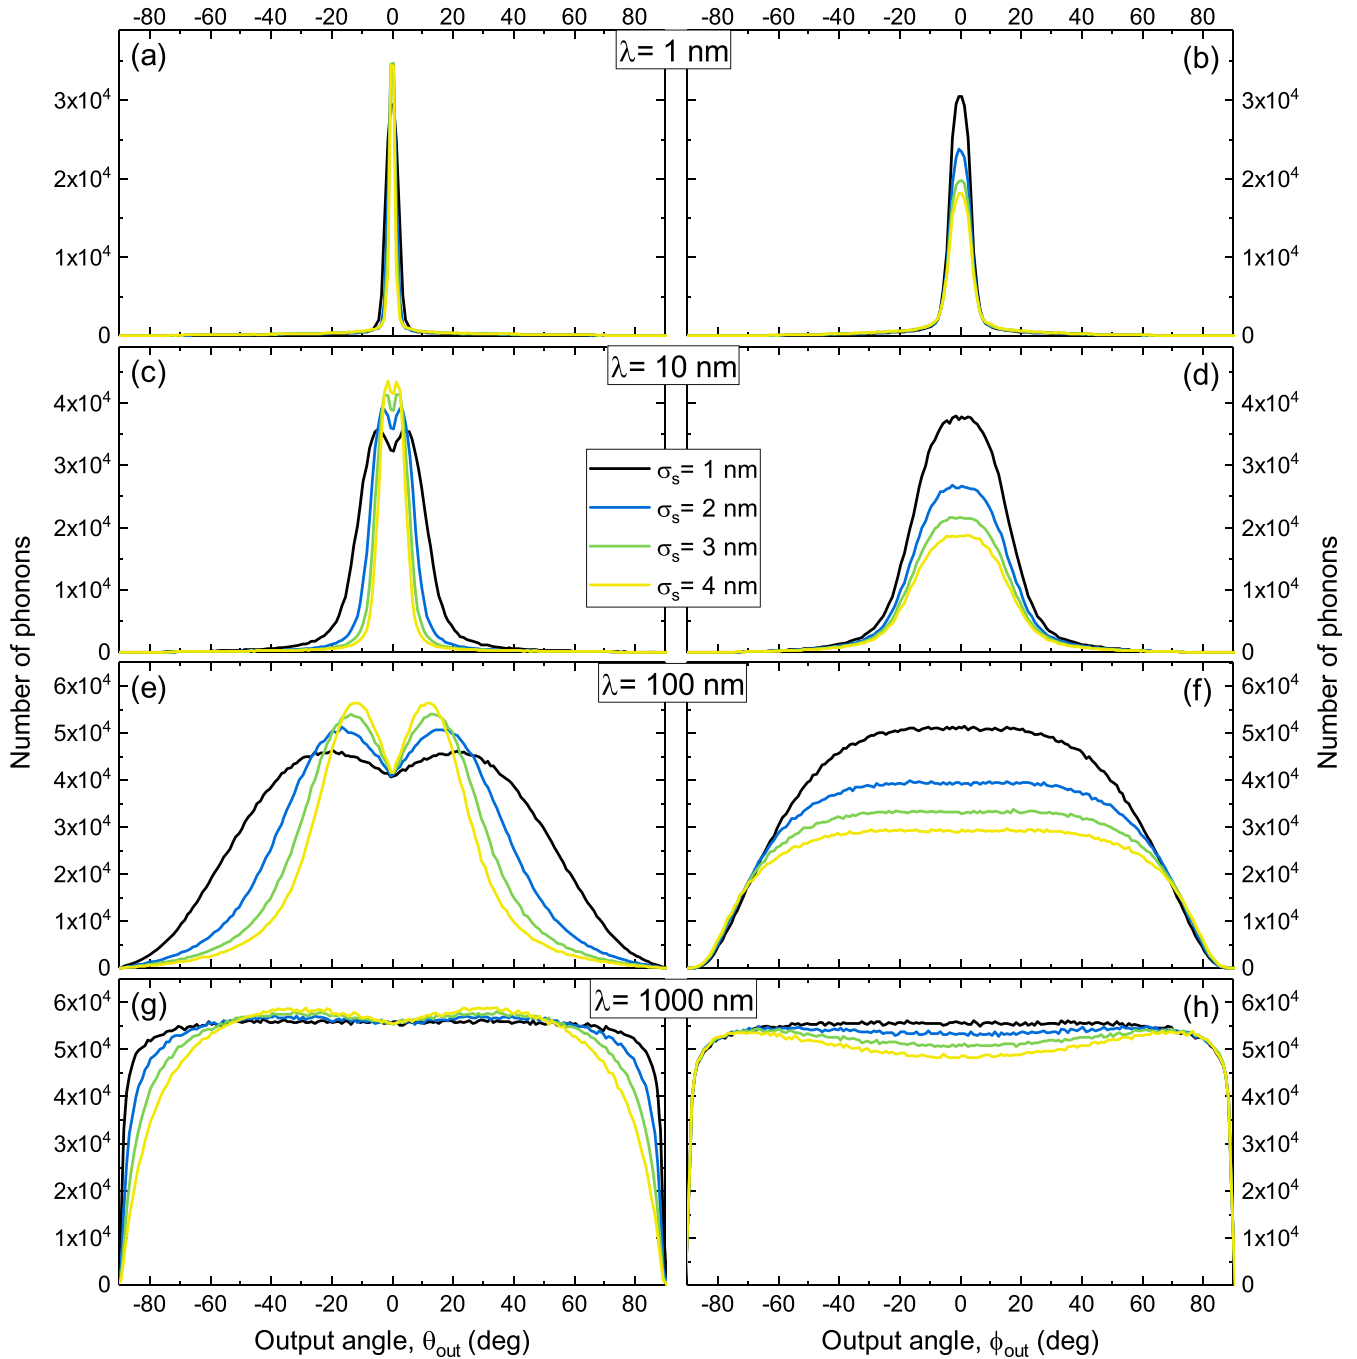 -80 -60 -40 -20 0 20 40 60 80 -80 -60 -40 -20 0 20 40 60 80
(a) λ= 1 nm (b)
3x10⁴ 3x10⁴
2x10⁴ 2x10⁴
1x10⁴ 1x10⁴
0 0
(c) λ= 10 nm (d)
4x10⁴ 4x10⁴
3x10⁴ 3x10⁴
2x10⁴ 2x10⁴
1x10⁴ 1x10⁴
0 0
σₛ= 1 nm
σₛ= 2 nm
σₛ= 3 nm
σₛ= 4 nm
Number of phonons
Number of phonons
(e) λ= 100 nm (f)
6x10⁴ 6x10⁴
5x10⁴ 5x10⁴
4x10⁴ 4x10⁴
3x10⁴ 3x10⁴
2x10⁴ 2x10⁴
1x10⁴ 1x10⁴
0 0
(g) λ= 1000 nm (h)
6x10⁴ 6x10⁴
5x10⁴ 5x10⁴
4x10⁴ 4x10⁴
3x10⁴ 3x10⁴
2x10⁴ 2x10⁴
1x10⁴ 1x10⁴
0 0
-80 -60 -40 -20 0 20 40 60 80 -80 -60 -40 -20 0 20 40 60 80
Output angle, θout (deg) Output angle, ϕout (deg)